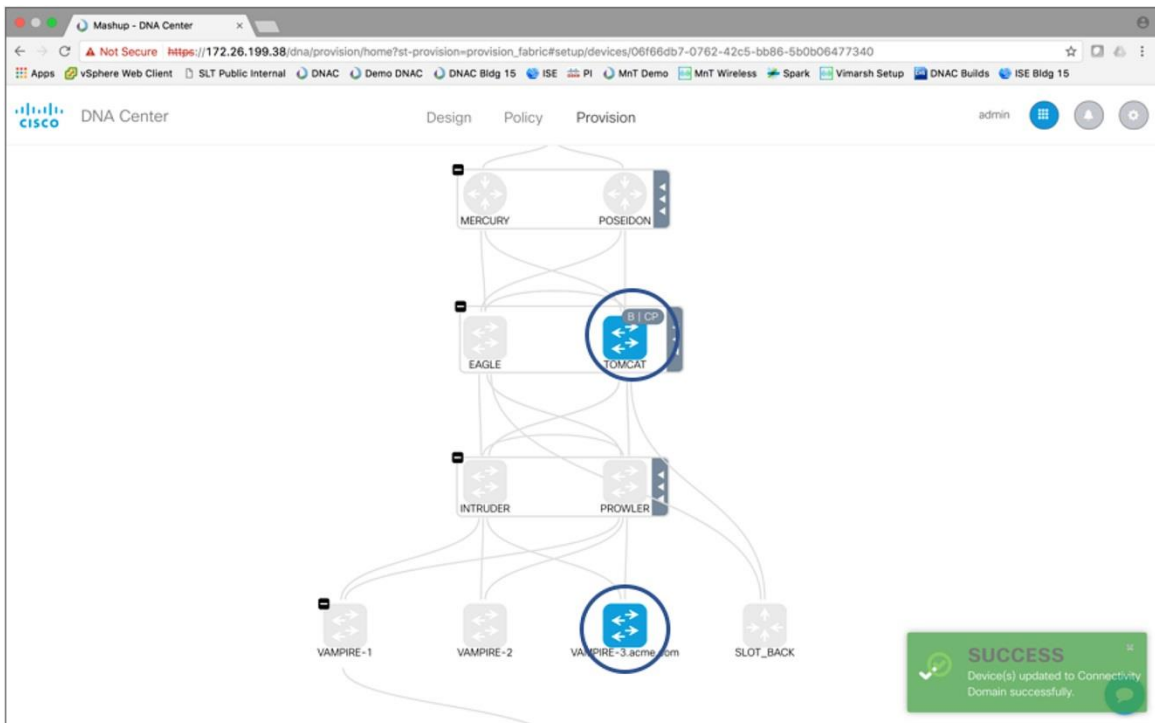 Mashup - DNA Center
Not Secure https://172.26.199.38/dna/provision/home?st-provision=provision_fabric#setup/devices/06f66db7-0762-42c5-bb86-5b0b06477340
Apps vSphere Web Client SLT Public Internal DNAC Demo DNAC DNAC Bldg 15 ISE PI MnT Demo MnT Wireless Spark Vimarsh Setup DNAC Builds ISE Bldg 15
CISCO DNA Center Design Policy Provision admin
MERCURY POSEIDON
B | CP
EAGLE TOMCAT
INTRUDER PROWLER
VAMPIRE-1 VAMPIRE-2 VAMPIRE-3.acme.com SLOT_BACK
SUCCESS
Device(s) updated to Connectivity
Domain successfully.